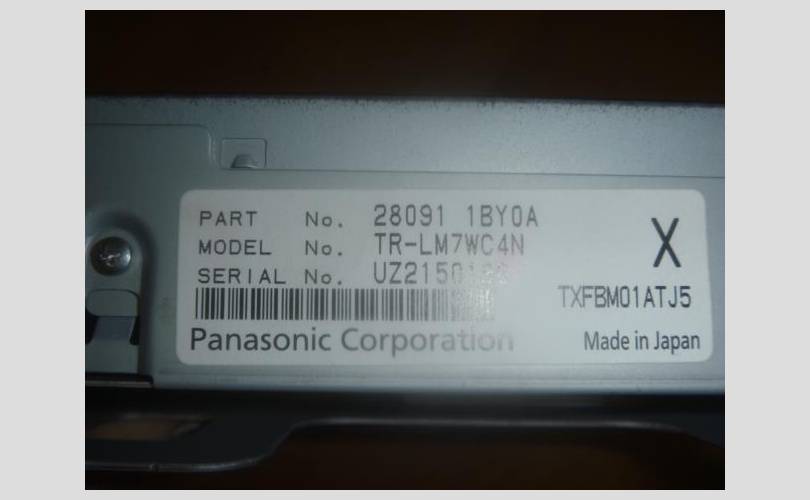 PART No. 28091 1BY0A
MODEL No. TR-LM7WC4N
SERIAL No.
X
TXFBM01ATJ5
Panasonic Corporation
Made in Japan